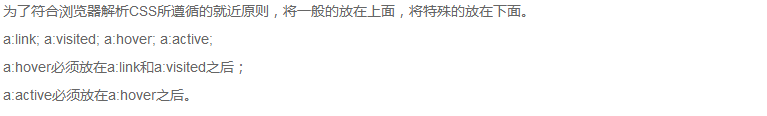 为了符合浏览器解析CSS所遵循的就近原则，将一般的放在上面，将特殊的放在下面。
a:link; a:visited; a:hover; a:active;
a:hover必须放在a:link和a:visited之后；
a:active必须放在a:hover之后。